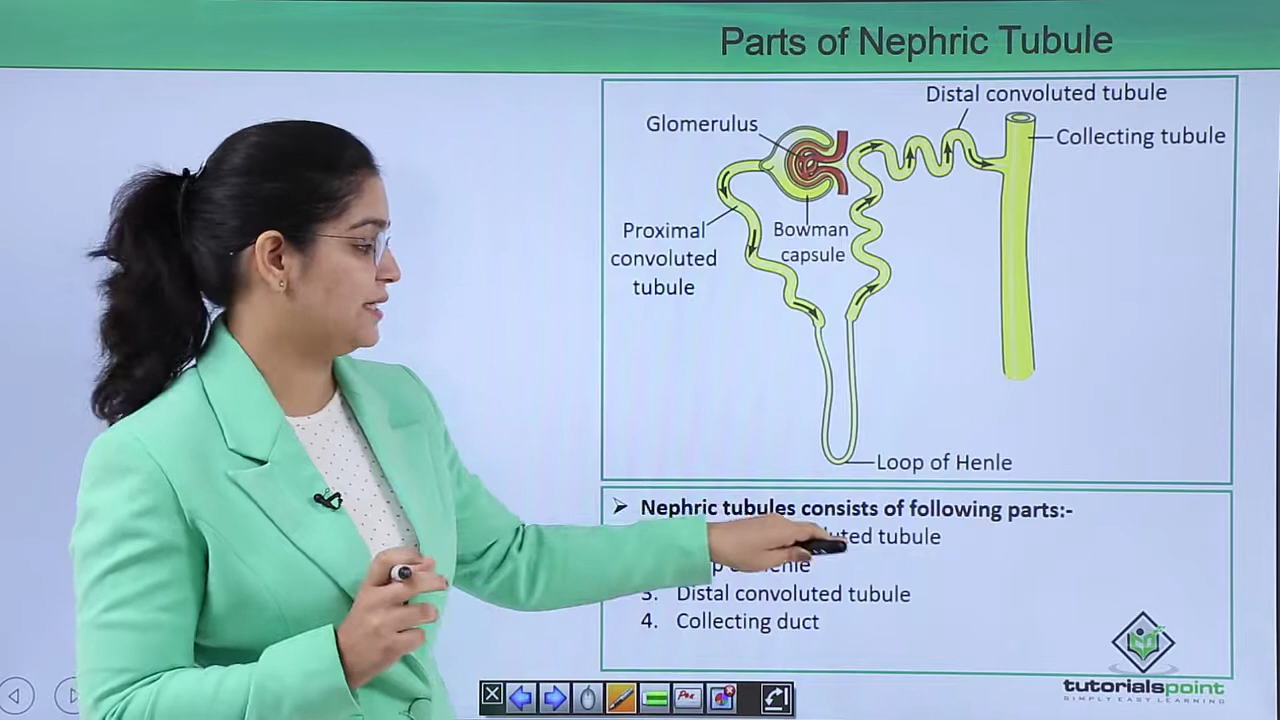 Parts of Nephric Tubule
Distal convoluted tubule
Glomerulus
Collecting tubule
Proximal
convoluted
tubule
Bowman
capsule
Loop of Henle
Nephric tubules consists of following parts:-
tubule
3. Distal convoluted tubule
4. Collecting duct
Pen
tutorialspoint
SIMPLY EASY LEARNING